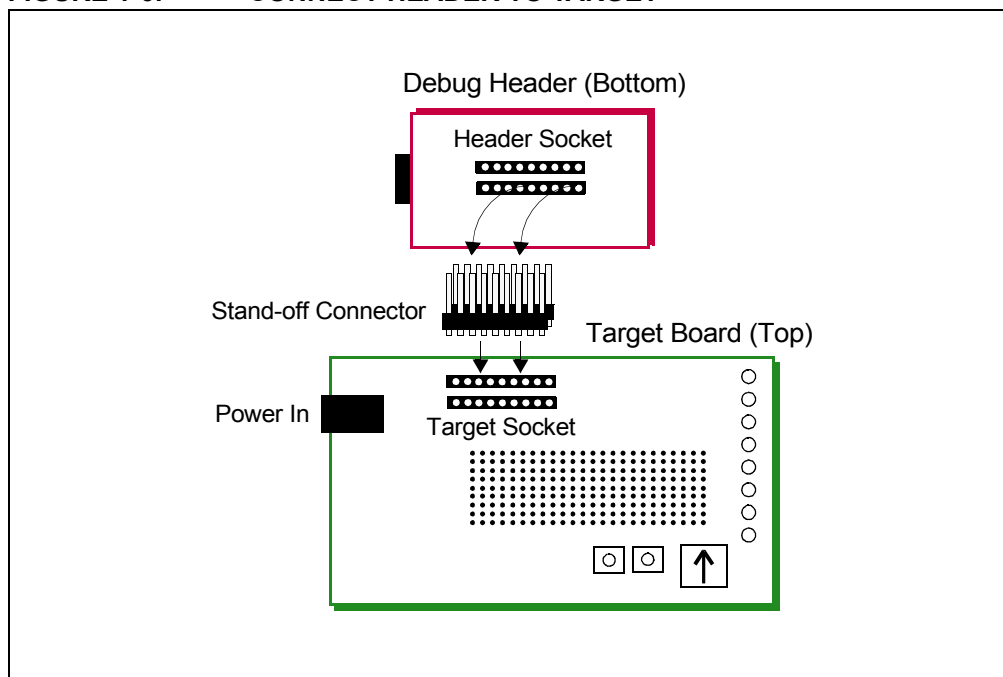 Debug Header (Bottom)
Header Socket
Stand-off Connector
Target Board (Top)
Power In
Target Socket